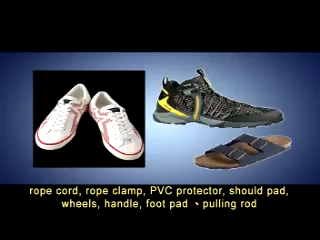 rope cord, rope clamp, PVC protector, should pad,
wheels, handle, foot pad、pulling rod